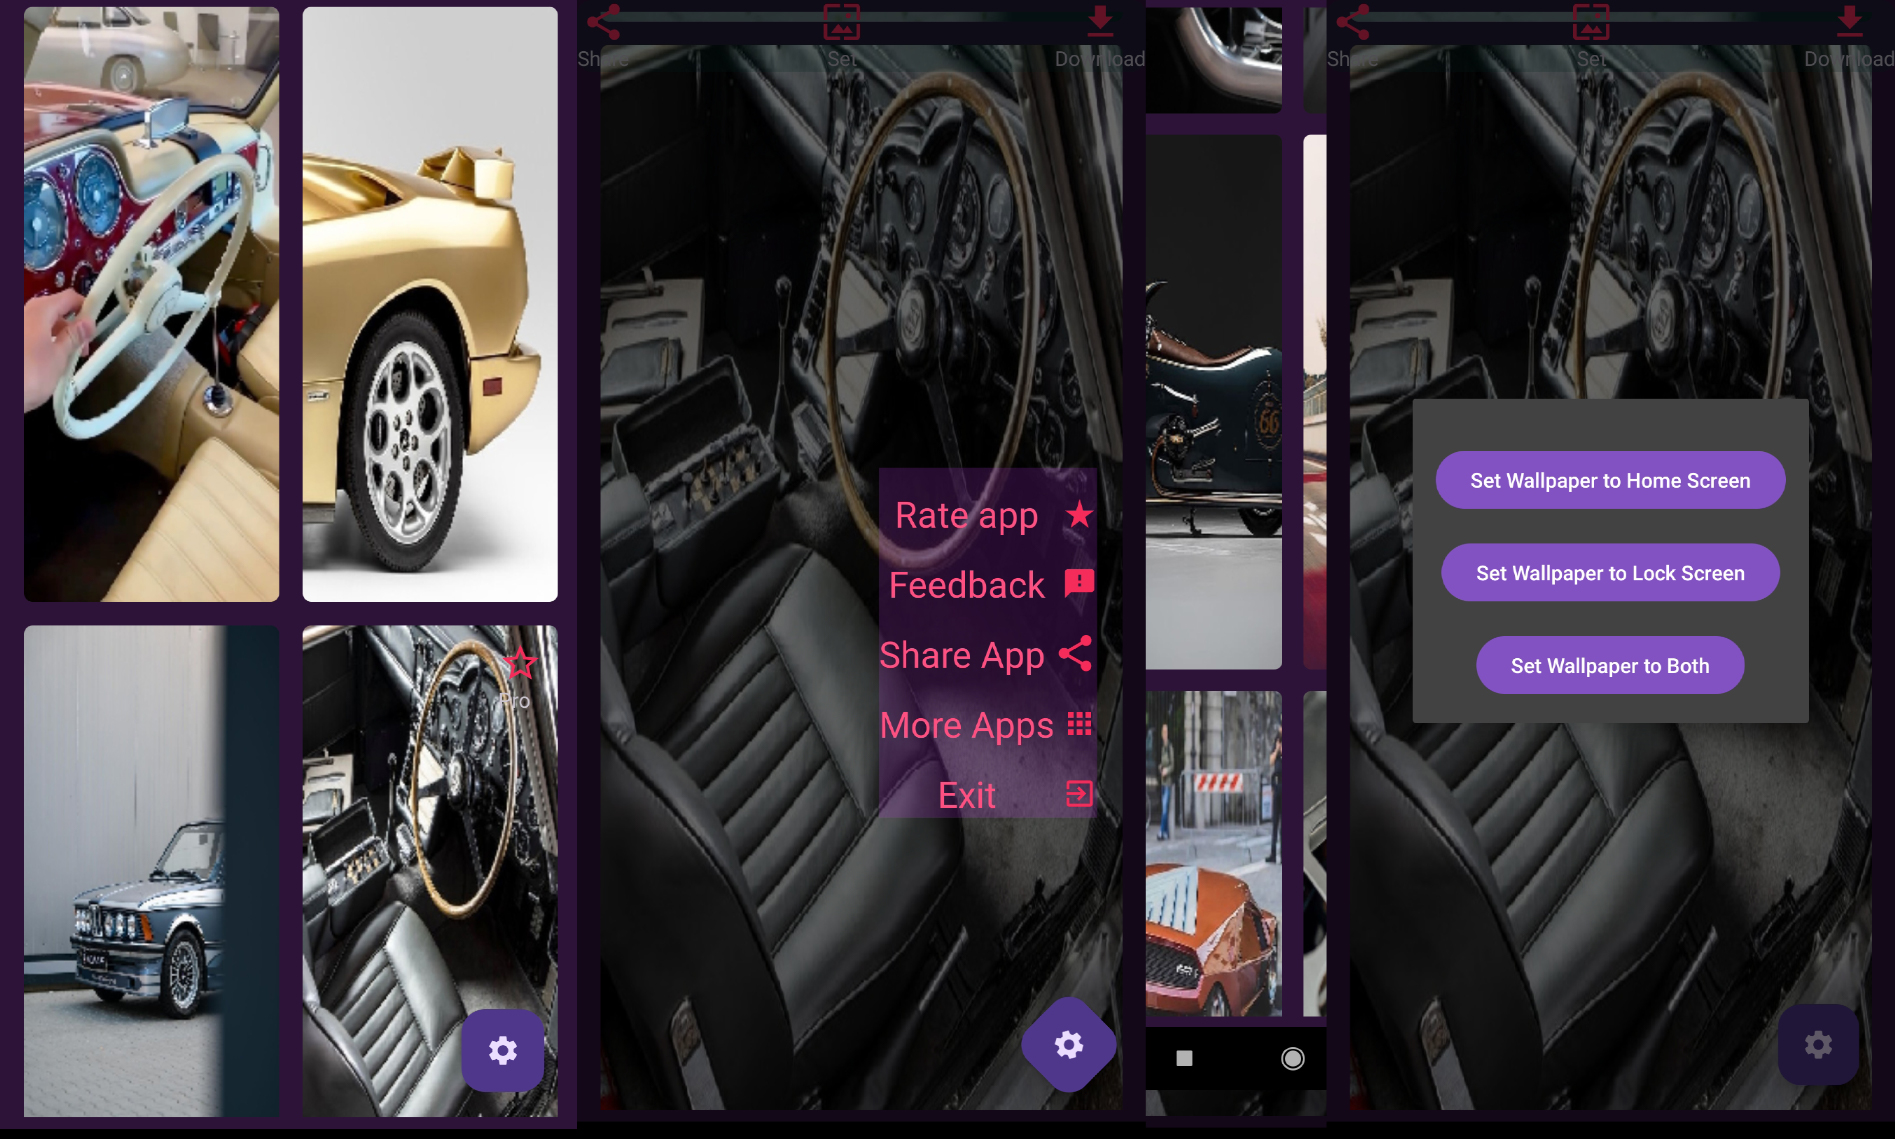 Pro
Share
Set
Download
Rate app
Feedback
Share App
More Apps
Exit
66
Share
Set
Download
Set Wallpaper to Home Screen
Set Wallpaper to Lock Screen
Set Wallpaper to Both